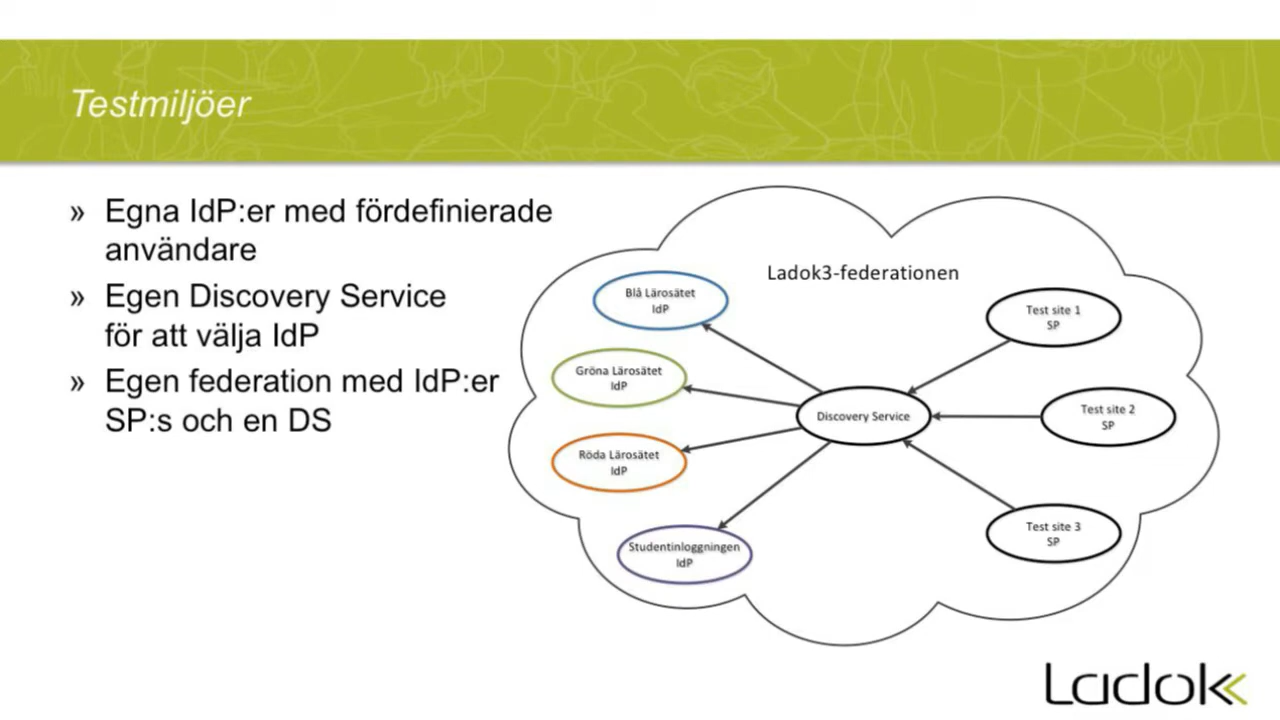 Testmiljöer
» Egna IdP:er med fördefinierade
användare
» Egen Discovery Service
för att välja IdP
» Egen federation med IdP:er
SP:s och en DS
Ladok3-federationen
Blå Lärosätet
IdP
Gröna Lärosätet
IdP
Röda Lärosätet
IdP
Studentinloggningen
IdP
Discovery Service
Test site 1
SP
Test site 2
SP
Test site 3
SP
Ladok